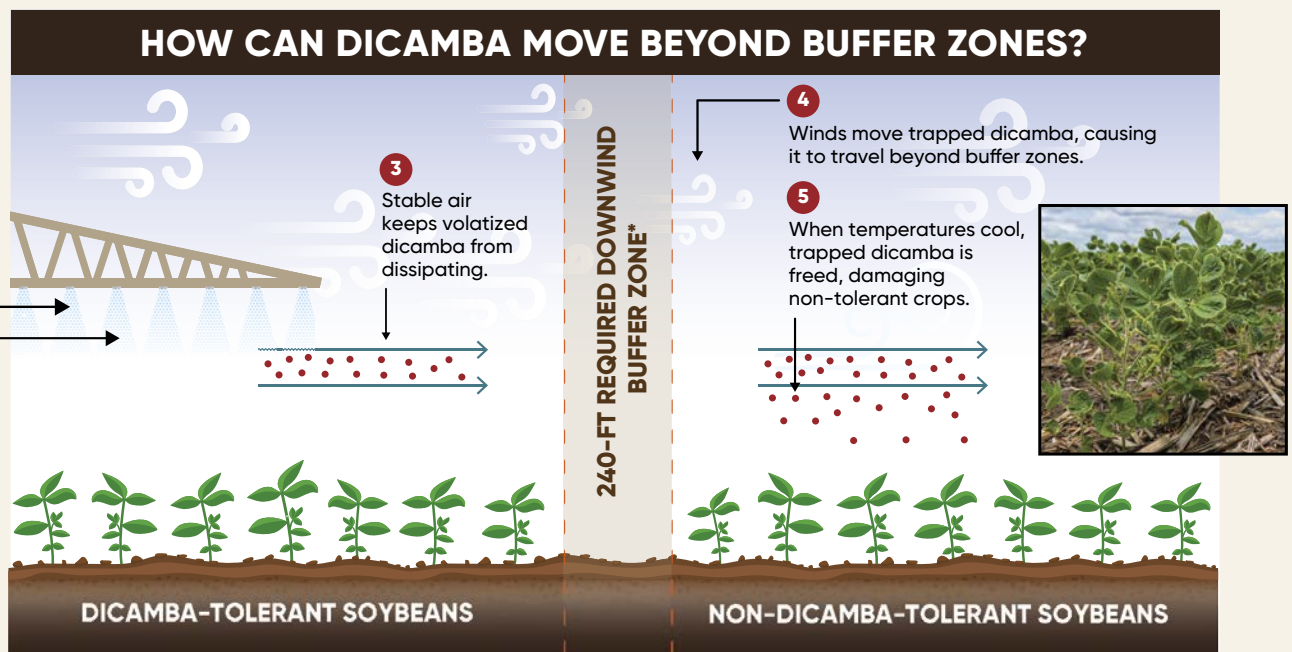 HOW CAN DICAMBA MOVE BEYOND BUFFER ZONES?
3
Stable air
keeps volatized
dicamba from
dissipating.
240-FT REQUIRED DOWNWIND
BUFFER ZONE*
4
Winds move trapped dicamba, causing
it to travel beyond buffer zones.
5
When temperatures cool,
trapped dicamba is
freed, damaging
non-tolerant crops.
DICAMBA-TOLERANT SOYBEANS
NON-DICAMBA-TOLERANT SOYBEANS